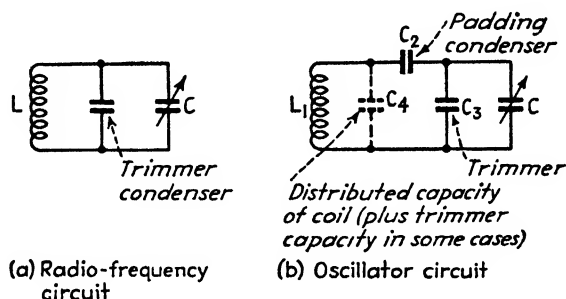 L
C
Trimmer
condenser
(a) Radio-frequency
circuit
C2
Padding
condenser
L1
C4
C3
C
Trimmer
Distributed capacity
of coil (plus trimmer
capacity in some cases)
(b) Oscillator circuit